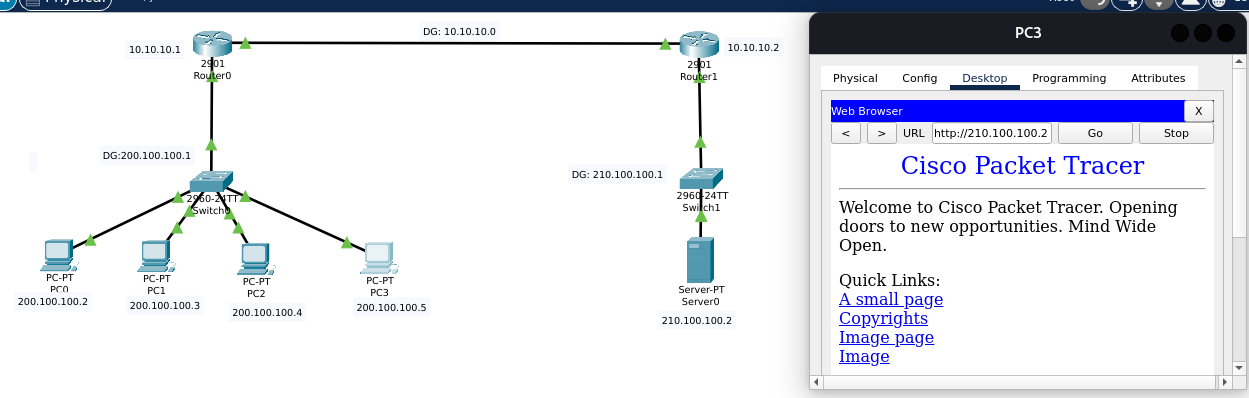 DG: 10.10.10.0
10.10.10.1
2901
Router0
2901
Router1
10.10.10.2
DG:200.100.100.1
2960-24TT
Switch0
DG: 210.100.100.1
2960-24TT
Switch1
PC-PT
PC0
200.100.100.2
PC-PT
PC1
200.100.100.3
PC-PT
PC2
200.100.100.4
PC-PT
PC3
200.100.100.5
Server-PT
Server0
210.100.100.2
PC3
Physical
Config
Desktop
Programming
Attributes
Web Browser
X
< > URL http://210.100.100.2 Go Stop
Cisco Packet Tracer
Welcome to Cisco Packet Tracer. Opening
doors to new opportunities. Mind Wide
Open.
Quick Links:
A small page
Copyrights
Image page
Image